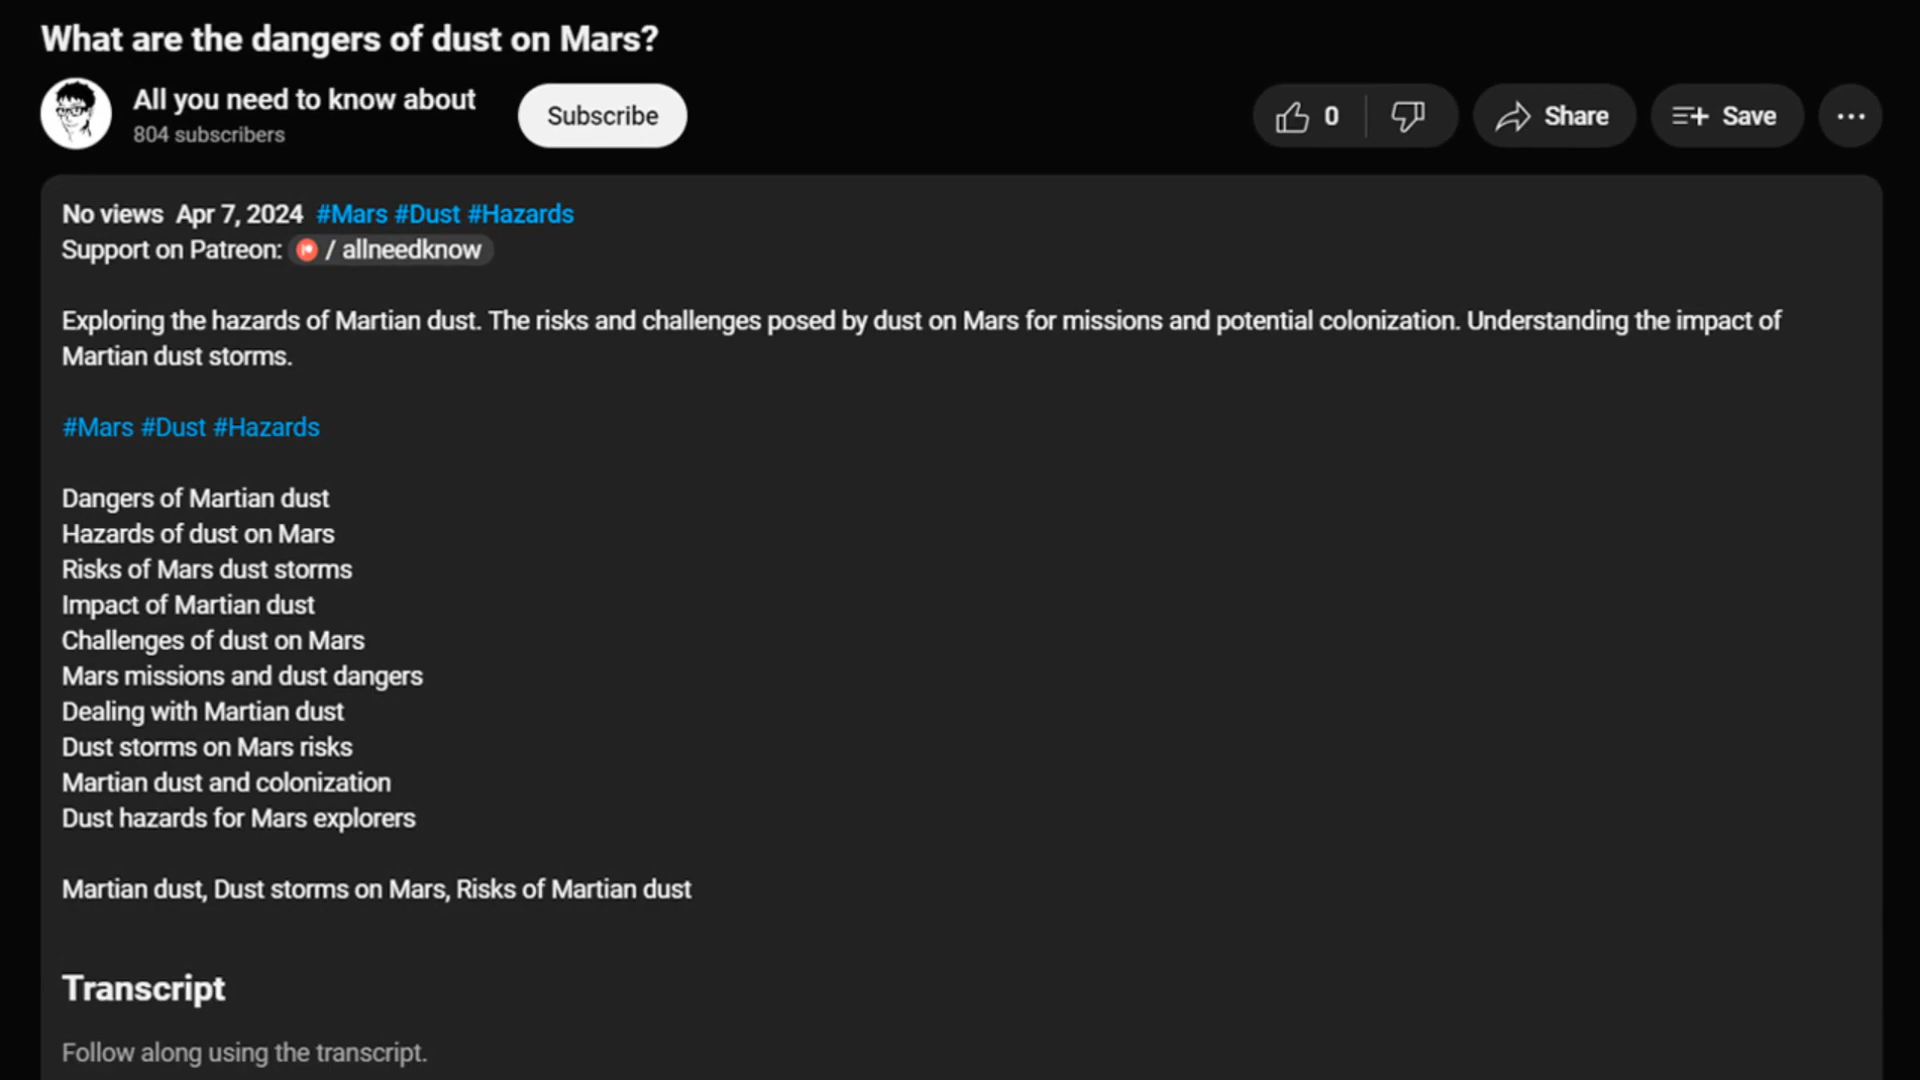 What are the dangers of dust on Mars?
All you need to know about
804 subscribers
Subscribe
0
Share
Save
No views Apr 7, 2024 #Mars #Dust #Hazards
Support on Patreon: / allneedknow
Exploring the hazards of Martian dust. The risks and challenges posed by dust on Mars for missions and potential colonization. Understanding the impact of
Martian dust storms.
#Mars #Dust #Hazards
Dangers of Martian dust
Hazards of dust on Mars
Risks of Mars dust storms
Impact of Martian dust
Challenges of dust on Mars
Mars missions and dust dangers
Dealing with Martian dust
Dust storms on Mars risks
Martian dust and colonization
Dust hazards for Mars explorers
Martian dust, Dust storms on Mars, Risks of Martian dust
Transcript
Follow along using the transcript.